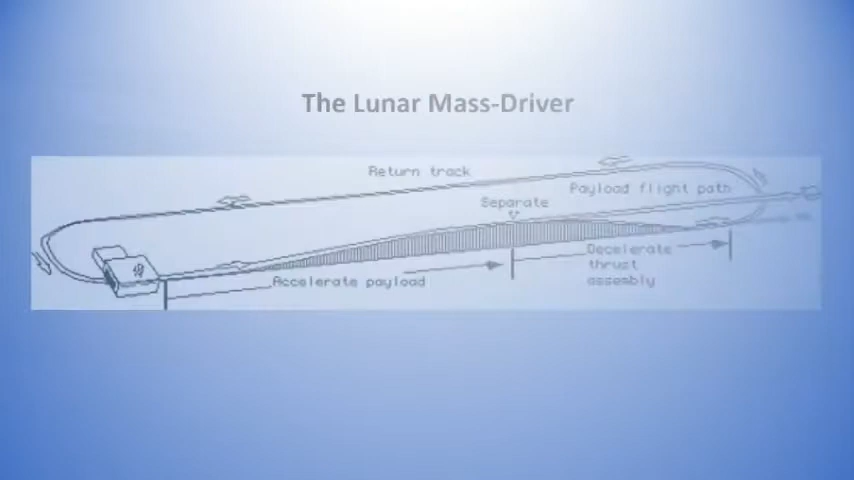 The Lunar Mass-Driver
Return track
Payload flight path
Separate
Decelerate
thrust
assembly
Accelerate payload